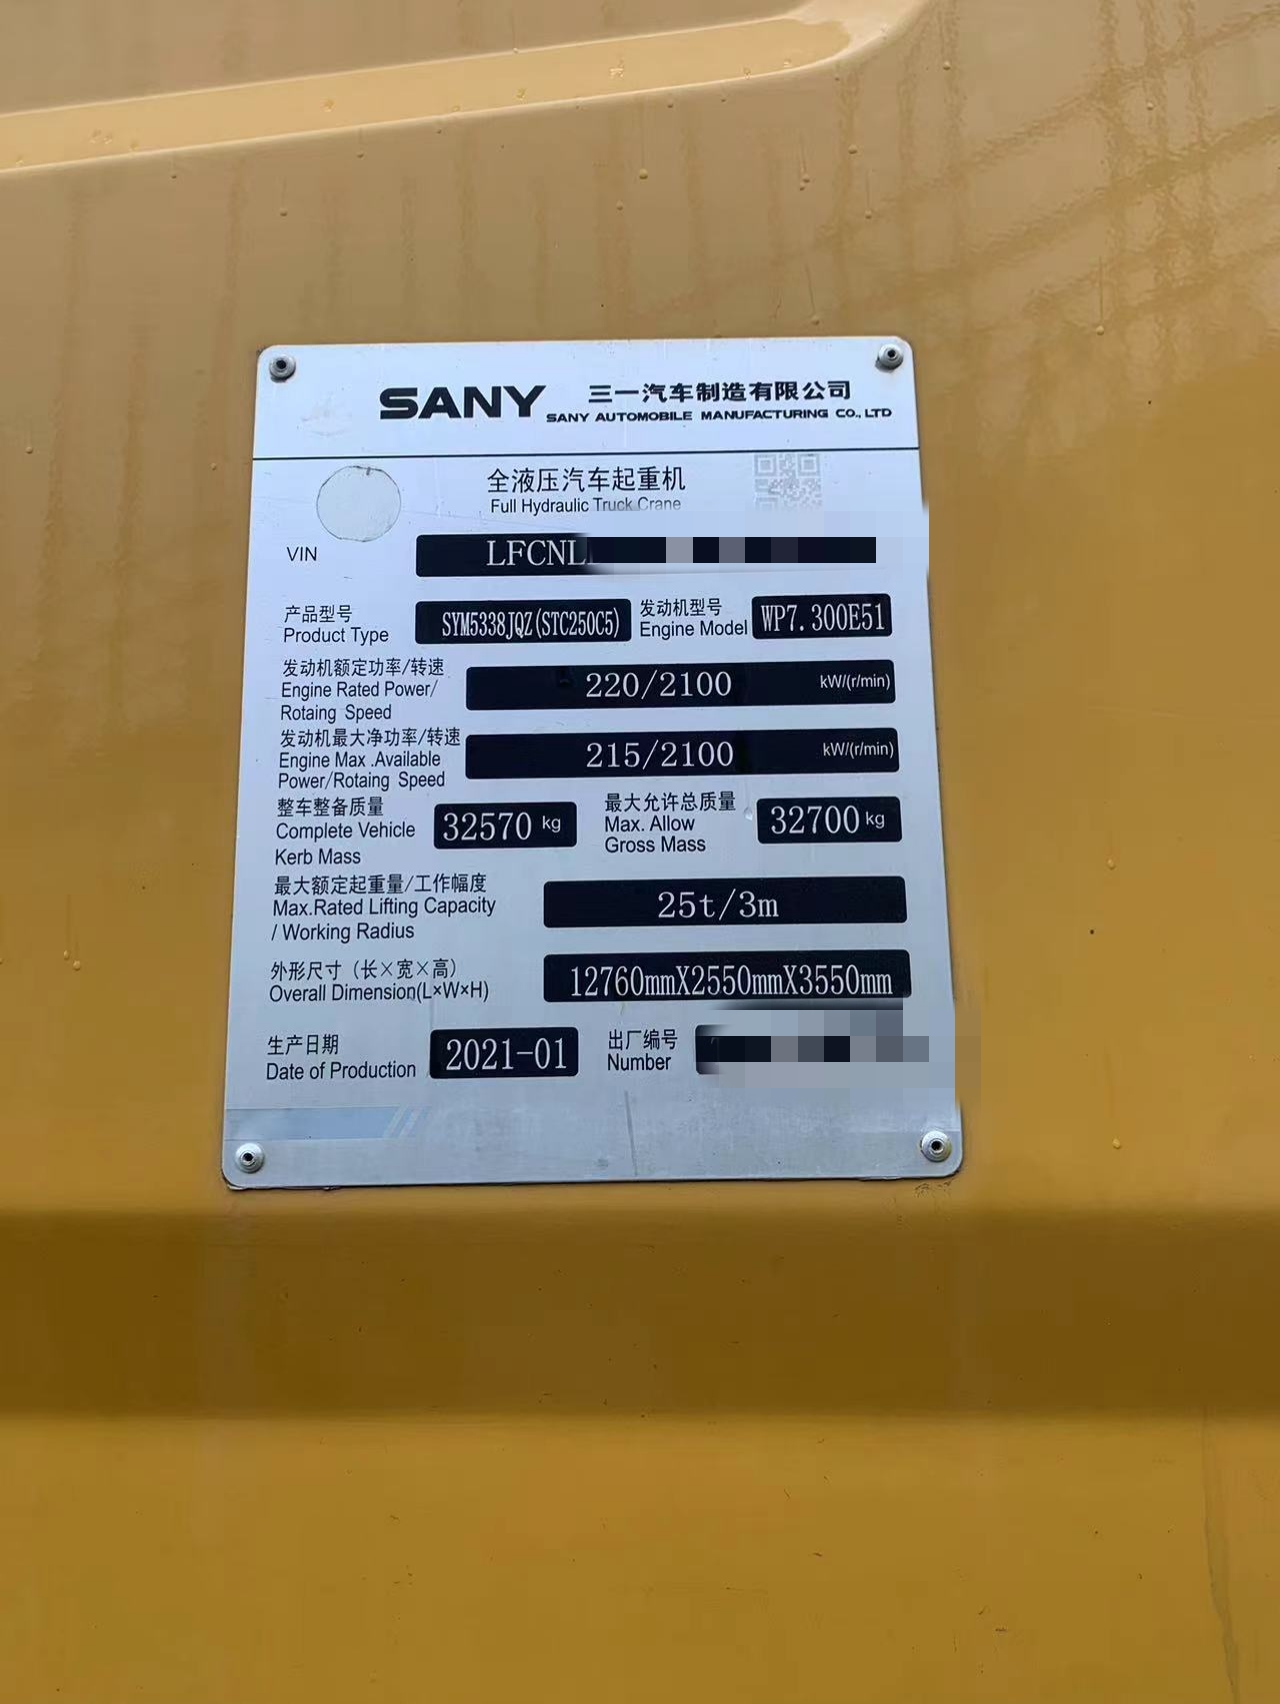 SANY 三一汽车制造有限公司
SANY AUTOMOBILE MANUFACTURING CO., LTD
全液压汽车起重机
Full Hydraulic Truck Crane
VIN LFCNL
产品型号 发动机型号
Product Type SYM5338JQZ(STC250C5) Engine Model WP7.300E51
发动机额定功率/转速
Engine Rated Power/ 220/2100 kW/(r/min)
Rotaing Speed
发动机最大净功率/转速
Engine Max .Available 215/2100 kW/(r/min)
Power/Rotaing Speed
整车整备质量 最大允许总质量
Complete Vehicle 32570 kg Max. Allow 32700 kg
Kerb Mass Gross Mass
最大额定起重量/工作幅度
Max.Rated Lifting Capacity 25t/3m
/ Working Radius
外形尺寸（长×宽×高）
Overall Dimension(L×W×H) 12760mmX2550mmX3550mm
生产日期 出厂编号
Date of Production 2021-01 Number